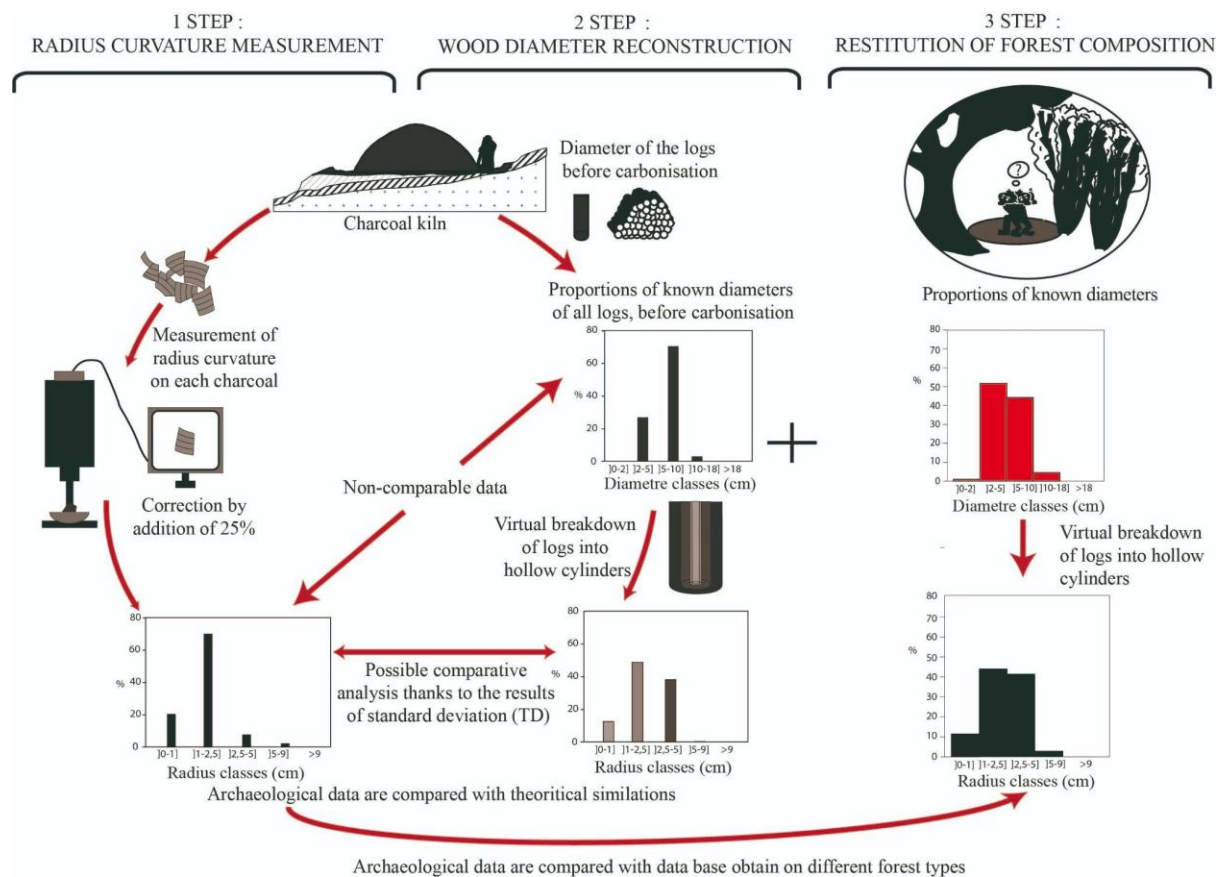 1 STEP :
RADIUS CURVATURE MEASUREMENT
2 STEP :
WOOD DIAMETER RECONSTRUCTION
3 STEP :
RESTITUTION OF FOREST COMPOSITION
Charcoal kiln
Diameter of the logs
before carbonisation
?
Measurement of
radius curvature
on each charcoal
Correction by
addition of 25%
Non-comparable data
Proportions of known diameters
of all logs, before carbonisation
80
60
40
%
20
0
]0-2] ]2-5] ]5-10] ]10-18] >18
Diametre classes (cm)
Proportions of known diameters
80
70
60
50
%
40
30
20
10
0
]0-2] ]2-5] ]5-10] ]10-18] >18
Diametre classes (cm)
Virtual breakdown
of logs into
hollow cylinders
Virtual breakdown
of logs into hollow
cylinders
80
60
40
%
20
0
]0-1] ]1-2,5] ]2,5-5] ]5-9] >9
Radius classes (cm)
Possible comparative
analysis thanks to the results
of standard deviation (TD)
80
60
%
40
20
0
]0-1] ]1-2,5] ]2,5-5] ]5-9] >9
Radius classes (cm)
80
70
60
50
%
40
30
20
10
0
]0-1] ]1-2,5] ]2,5-5] ]5-9] >9
Radius classes (cm)
Archaeological data are compared with theoritical similations
Archaeological data are compared with data base obtain on different forest types